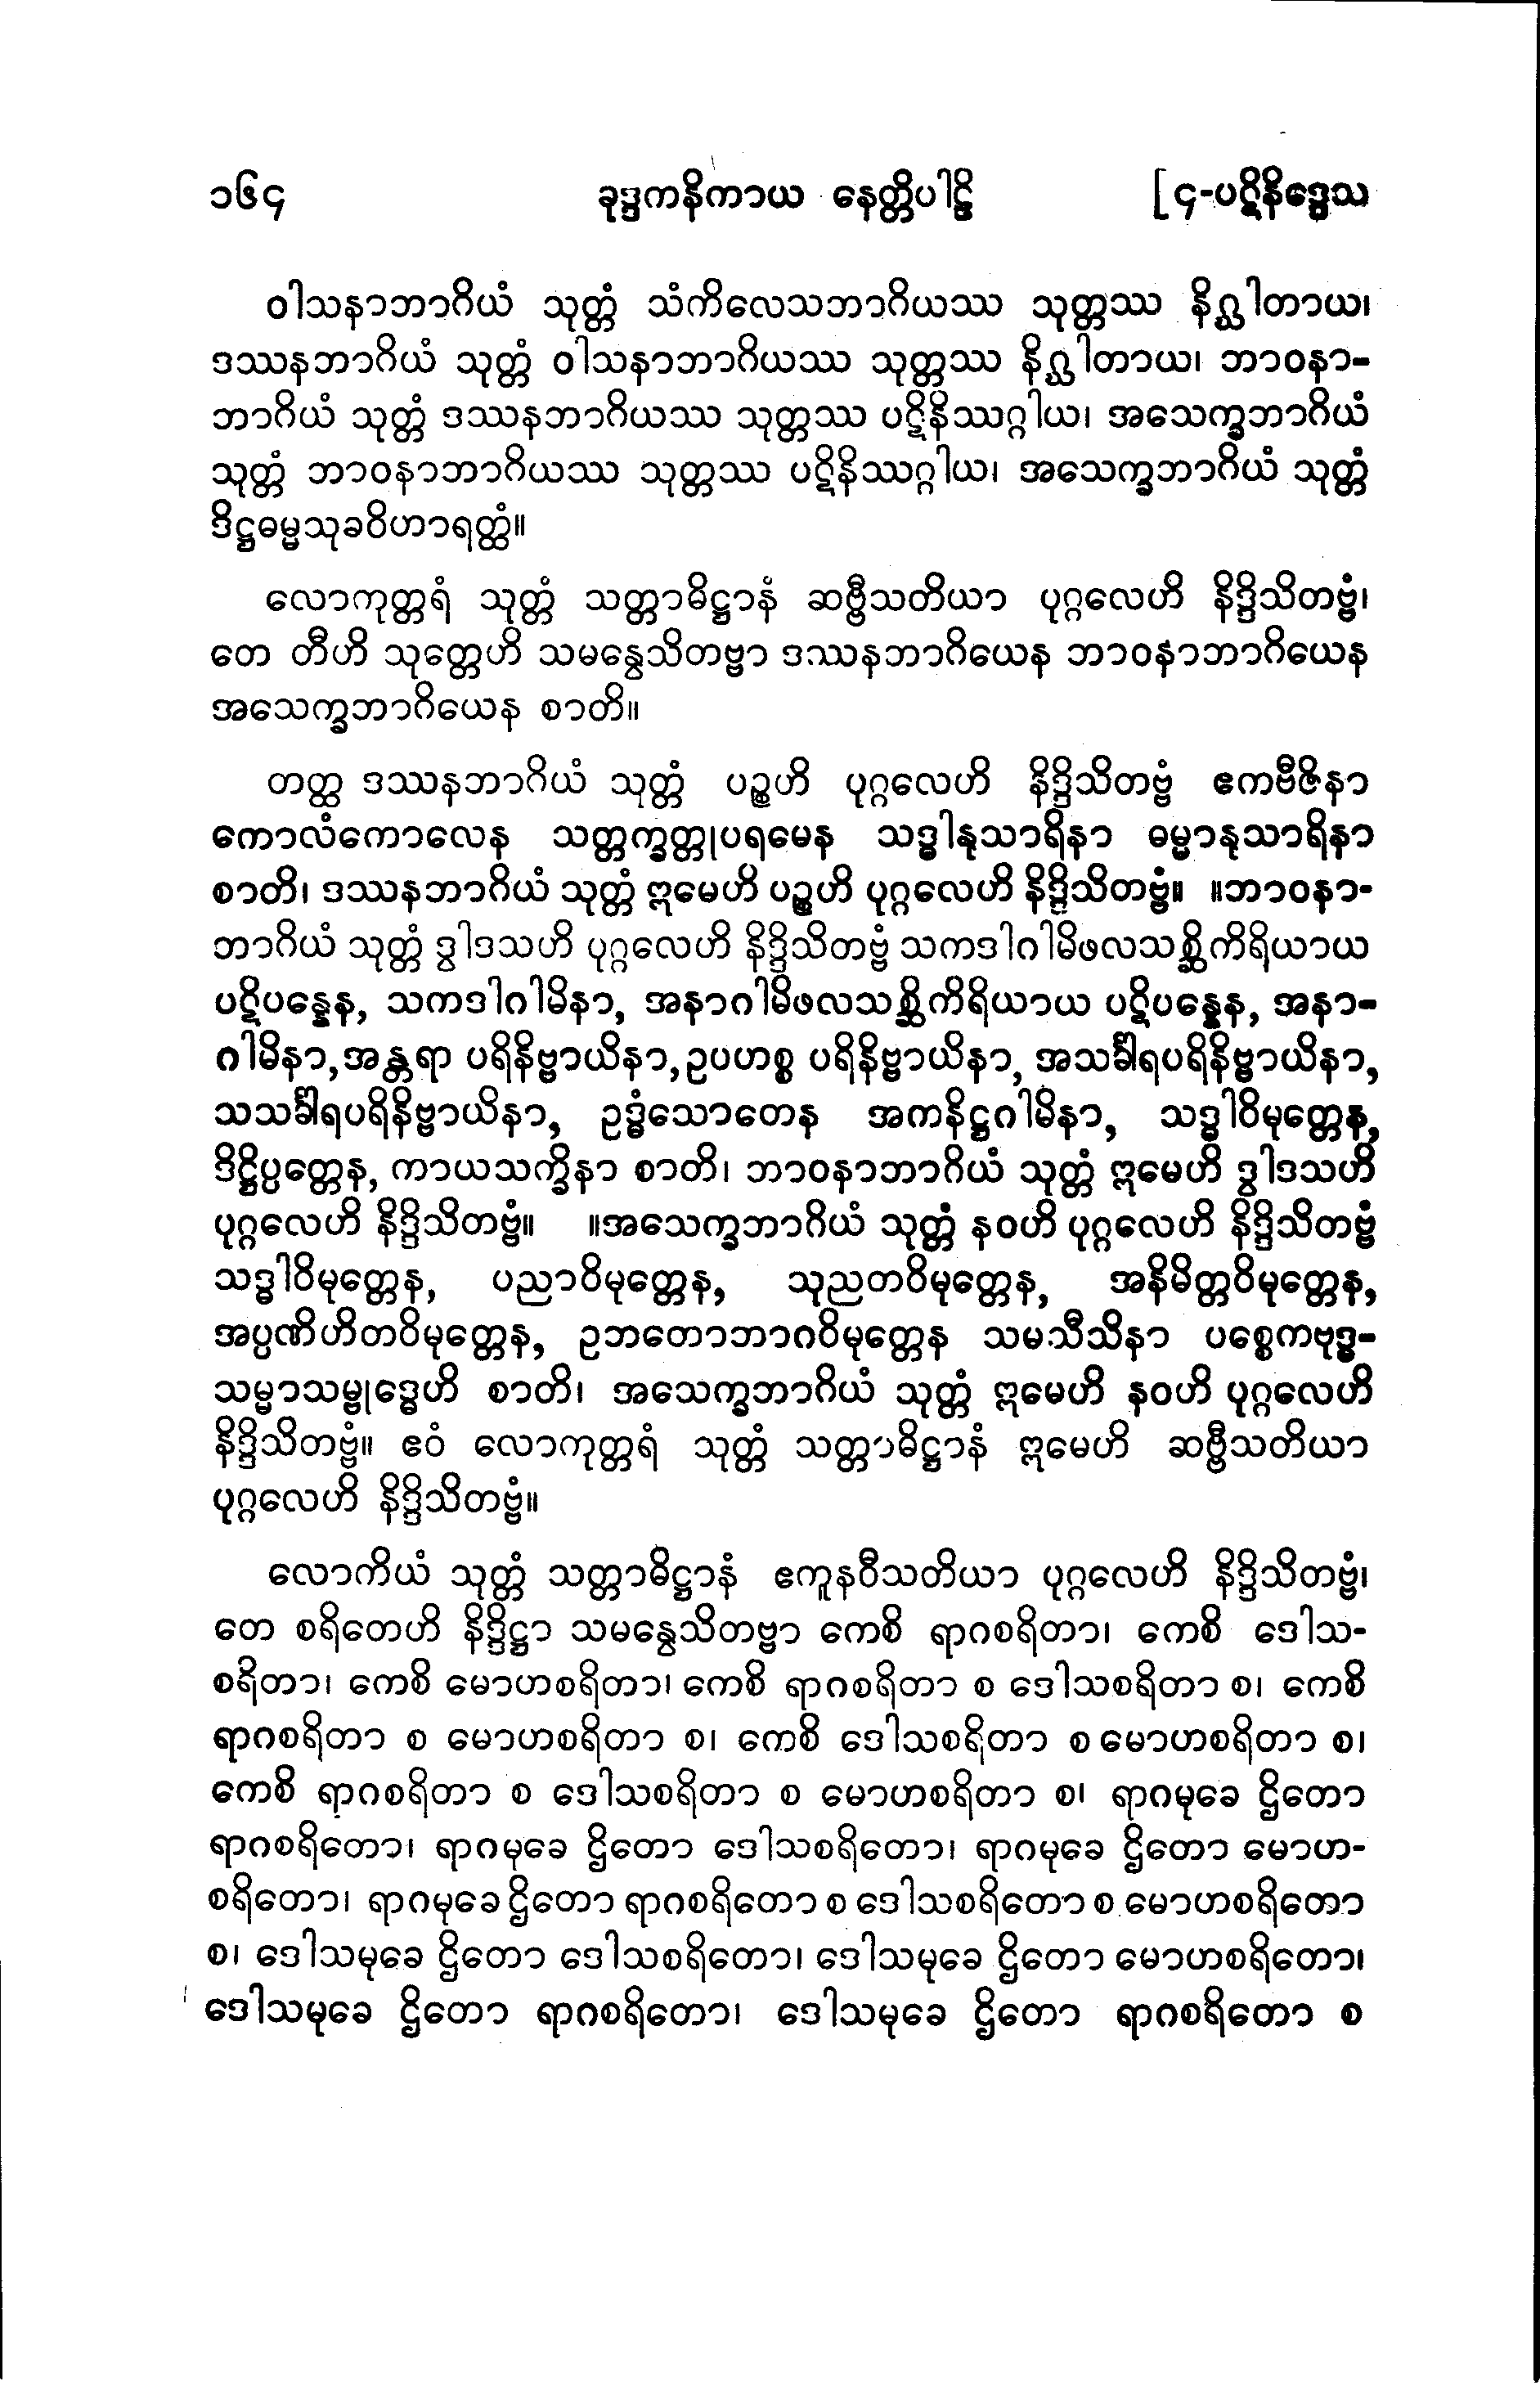 ၁၆၄ ခုဒ္ဒကနိကာယ နေတ္တိပါဠိ [၄-ပဋိနိဒ္ဒေသ
ဝါသနာဘာဂိယံ သုတ္တံ သံကိလေသဘာဂိယဿ သုတ္တဿ နိဂ္ဃါတာယ၊
ဒဿနဘာဂိယံ သုတ္တံ ဝါသနာဘာဂိယဿ သုတ္တဿ နိဂ္ဃါတာယ၊ ဘာဝနာ-
ဘာဂိယံ သုတ္တံ ဒဿနဘာဂိယဿ သုတ္တဿ ပဋိနိဿဂ္ဂါယ၊ အသေက္ခဘာဂိယံ
သုတ္တံ ဘာဝနာဘာဂိယဿ သုတ္တဿ ပဋိနိဿဂ္ဂါယ၊ အသေက္ခဘာဂိယံ သုတ္တံ
ဒိဋ္ဌဓမ္မသုခဝိဟာရတ္ထံ။
လောကုတ္တရံ သုတ္တံ သတ္တာဓိဋ္ဌာနံ ဆဗ္ဗီသတိယာ ပုဂ္ဂလေဟိ နိဒ္ဒိသိတဗ္ဗံ၊
တေ တီဟိ သုတ္တေဟိ သမန္വေသိတဗ္ဗာ ဒဿနဘာဂိယေန ဘာဝနာဘာဂိယေန
အသေက္ခဘာဂိယေန စာတိ။
တတ္ထ ဒဿနဘာဂိယံ သုတ္တံ ပဉ္စဟိ ပုဂ္ဂလေဟိ နိဒ္ဒိသိတဗ္ဗံ ဧကဗီဇိနာ
ကောလံကောလေန သတ္တက္ခတ္တုပရမေန သဒ္ဓါနုသာရိနာ ဓမ္မာနုသာရိနာ
စာတိ၊ ဒဿနဘာဂိယံ သုတ္တံ ဣမေဟိ ပဉ္စဟိ ပုဂ္ဂလေဟိ နိဒ္ဒိသိတဗ္ဗံ။ ။ဘာဝနာ-
ဘာဂိယံ သုတ္တံ ဒွါဒသဟိ ပုဂ္ဂလေဟိ နိဒ္ဒိသိတဗ္ဗံ သကဒါဂါမိဖလသစ္ဆိကိရိယာယ
ပဋိပန္နေန, သကဒါဂါမိနာ, အနာဂါမိဖလသစ္ဆိကိရိယာယ ပဋိပန္နေန, အနာ-
ဂါမိနာ,အန္တရာ ပရိနိဗ္ဗာယိနာ,ဥပဟစ္စ ပရိနိဗ္ဗာယိနာ, အသင်္ခါရပရိနိဗ္ဗာယိနာ,
သသင်္ခါရပရိနိဗ္ဗာယိနာ, ဥဒ္ဓံသောတေန အကနိဋ္ဌဂါမိနာ, သဒ္ဓါဝိမုတ္တေန,
ဒိဋ္ဌိပ္ပတ္တေန, ကာယသက္ခိနာ စာတိ၊ ဘာဝနာဘာဂိယံ သုတ္တံ ဣမေဟိ ဒွါဒသဟိ
ပုဂ္ဂလေဟိ နိဒ္ဒိသိတဗ္ဗံ။ ။အသေက္ခဘာဂိယံ သုတ္တံ နဝဟိ ပုဂ္ဂလေဟိ နိဒ္ဒိသိတဗ္ဗံ
သဒ္ဓါဝိမုတ္တေန, ပညာဝိမုတ္တေန, သုညတဝိမုတ္တေန, အနိမိတ္တဝိမုတ္တေန,
အပ္ပဏိဟိတဝိမုတ္တေန, ဥဘတောဘာဂဝိမုတ္တေန သမသီသိနာ ပစ္စေကဗုဒ္ဓ-
သမ္မာသမ္ဗုဒ္ဓေဟိ စာတိ၊ အသေက္ခဘာဂိယံ သုတ္တံ ဣမေဟိ နဝဟိ ပုဂ္ဂလေဟိ
နိဒ္ဒိသိတဗ္ဗံ။ ဧဝံ လောကုတ္တရံ သုတ္တံ သတ္တာဓိဋ္ဌာနံ ဣမေဟိ ဆဗ္ဗီသတိယာ
ပုဂ္ဂလေဟိ နိဒ္ဒိသိတဗ္ဗံ။
လောကိယံ သုတ္တံ သတ္တာဓိဋ္ဌာနံ ဧကူနဝီသတိယာ ပုဂ္ဂလေဟိ နိဒ္ဒိသိတဗ္ဗံ၊
တေ စရိတေဟိ နိဒ္ဒိဋ္ဌာ သမန္വေသိတဗ္ဗာ ကေစိ ရာဂစရိတာ၊ ကေစိ ဒေါသ-
စရိတာ၊ ကေစိ မောဟစရိတာ၊ ကေစိ ရာဂစရိတာ စ ဒေါသစရိတာ စ၊ ကေစိ
ရာဂစရိတာ စ မောဟစရိတာ စ၊ ကေစိ ဒေါသစရိတာ စ မောဟစရိတာ စ၊
ကေစိ ရာဂစရိတာ စ ဒေါသစရိတာ စ မောဟစရိတာ စ၊ ရာဂမုခေ ဌိတော
ရာဂစရိတော၊ ရာဂမုခေ ဌိတော ဒေါသစရိတော၊ ရာဂမုခေ ဌိတော မောဟ-
စရိတော၊ ရာဂမုခေ ဌိတော ရာဂစရိတော စ ဒေါသစရိတော စ မောဟစရိတော
စ၊ ဒေါသမုခေ ဌိတော ဒေါသစရိတော၊ ဒေါသမုခေ ဌိတော မောဟစရိတော၊
ဒေါသမုခေ ဌိတော ရာဂစရိတော၊ ဒေါသမုခေ ဌိတော ရာဂစရိတော စ